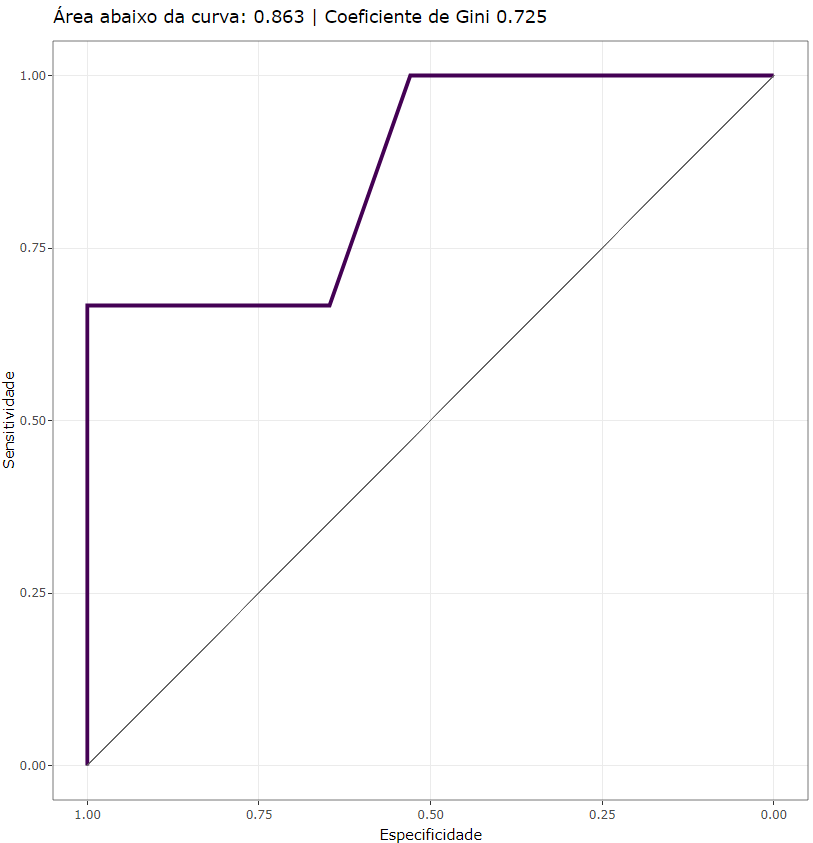 Área abaixo da curva: 0.863 | Coeficiente de Gini 0.725
1.00
0.75
0.50
0.25
0.00
Sensitividade
1.00 0.75 0.50 0.25 0.00
Especificidade